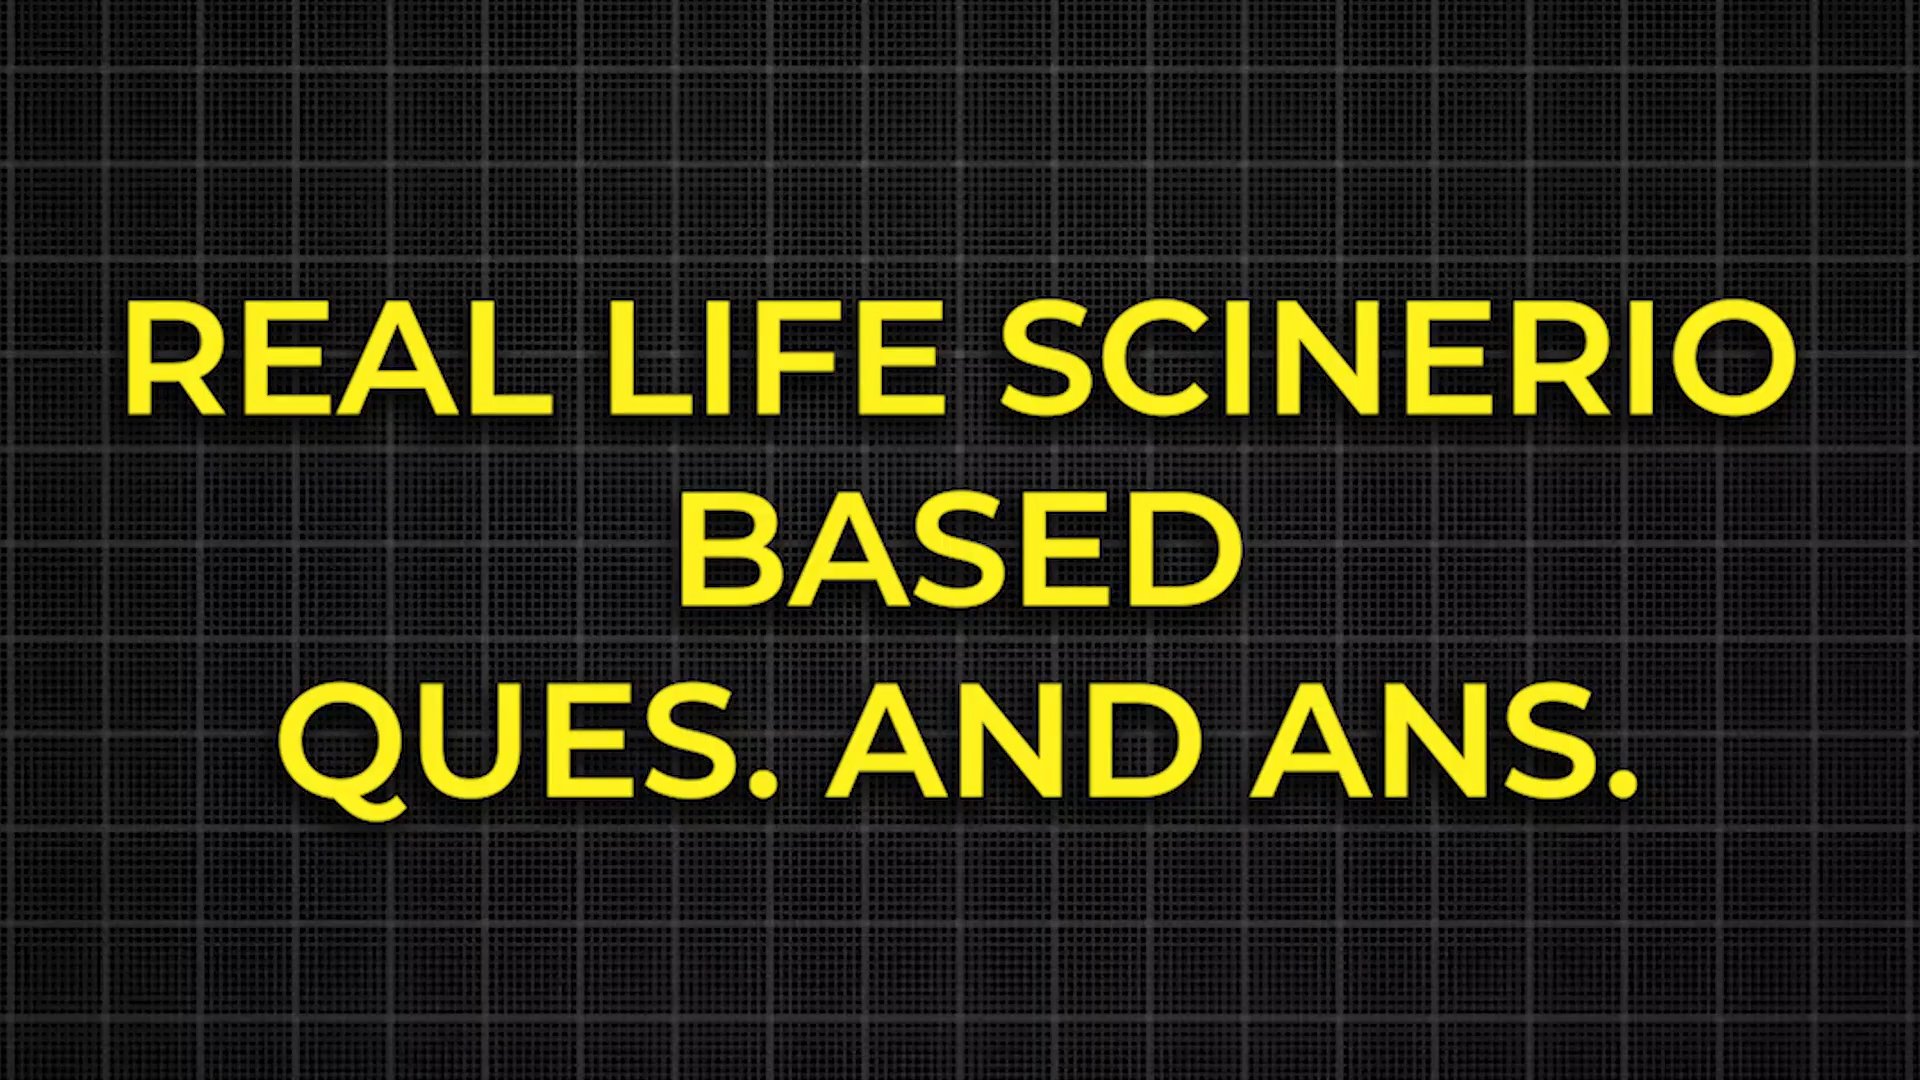 REAL LIFE SCINERIO
BASED
QUES. AND ANS.